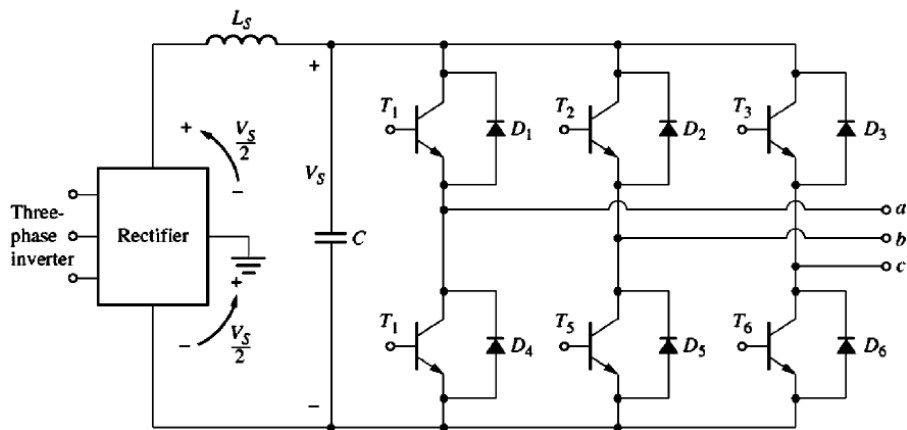 L_S
+
T_1
D_1
T_2
D_2
T_3
D_3
+
V_S
2
−
V_S
a
Three-
phase
inverter
Rectifier
C
b
c
+
−
V_S
2
T_1
D_4
T_5
D_5
T_6
D_6
−